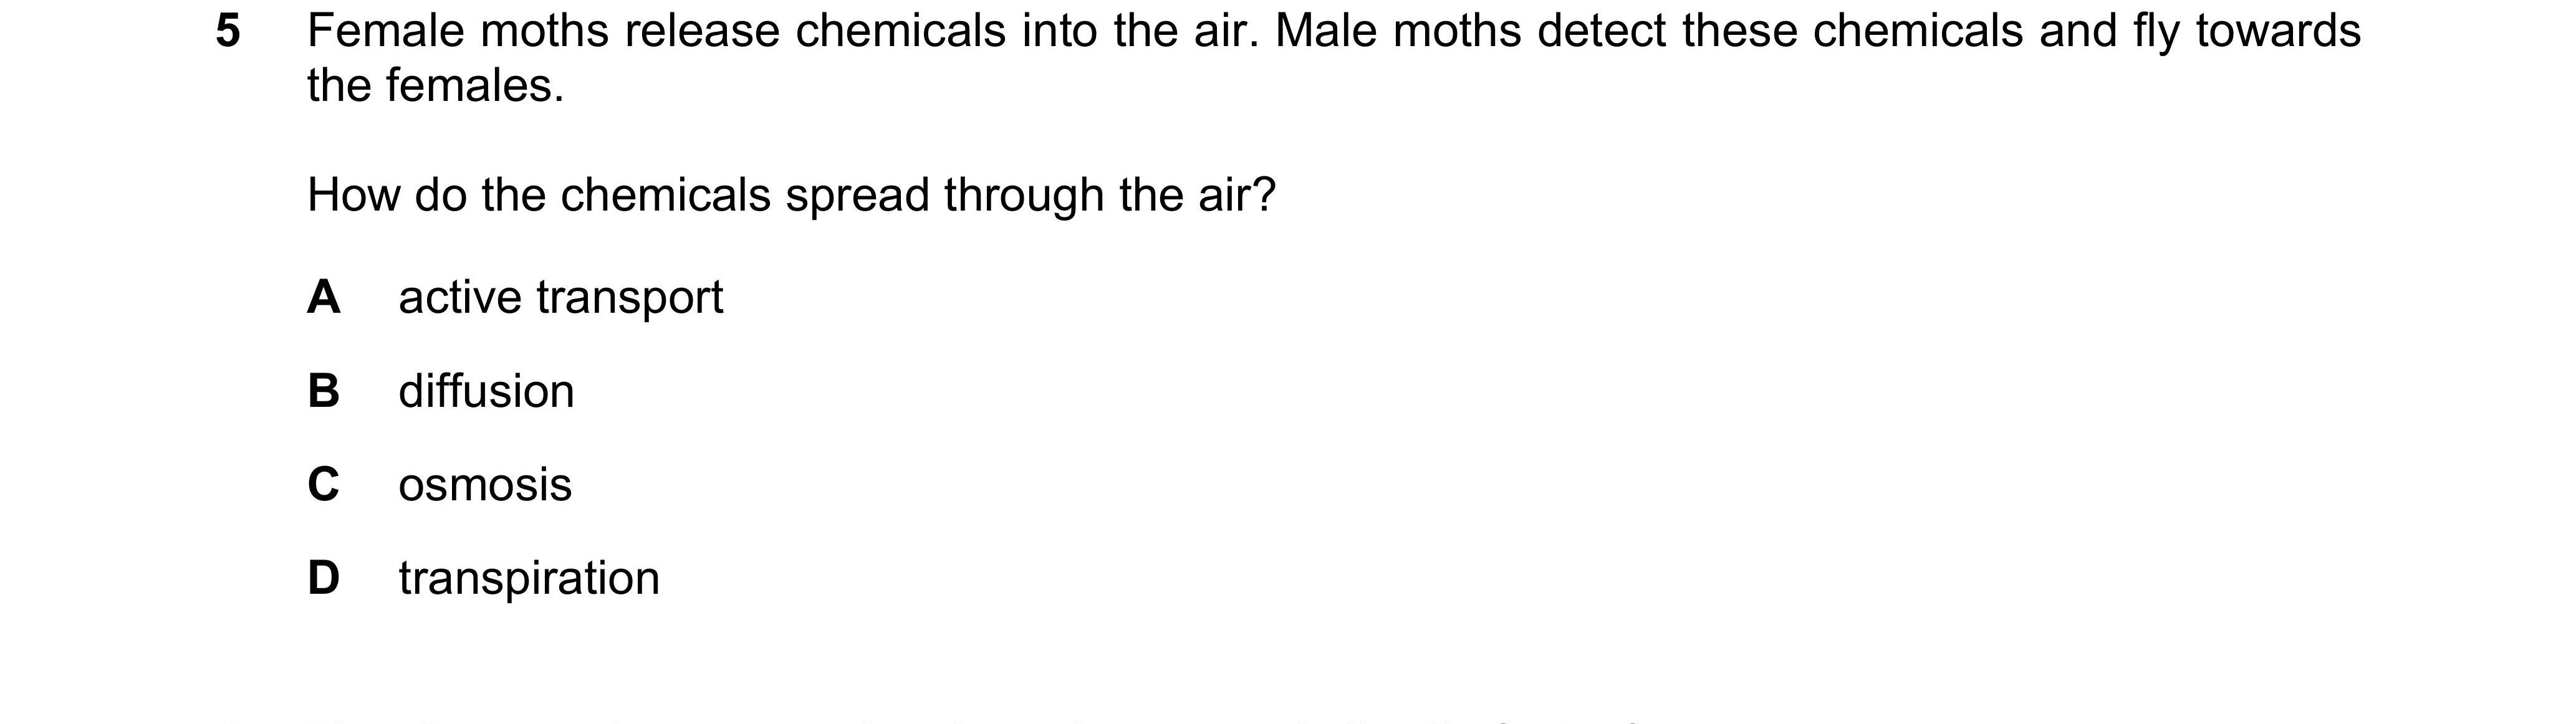 5 Female moths release chemicals into the air. Male moths detect these chemicals and fly towards
the females.
How do the chemicals spread through the air?
A active transport
B diffusion
C osmosis
D transpiration